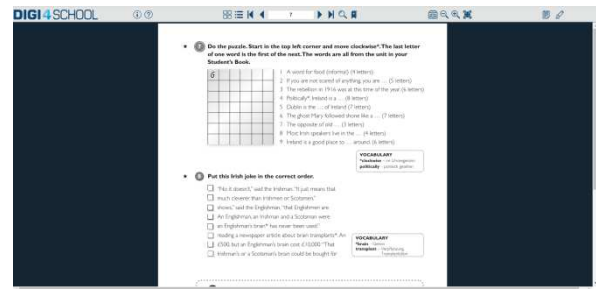 DIGI4SCHOOL
7
7 Do the puzzle. Start in the top left corner and move clockwise*. The last letter
of one word is the first of the next. The words are all from the unit in your
Student's Book.
G
1 A word for food (informal) (4 letters)
2 If you are not scared of anything, you are ... (5 letters)
3 The rebellion in 1916 was at this time of the year (6 letters)
4 Politically* Ireland is a ... (8 letters)
5 Dublin is the ... of Ireland (7 letters)
6 The ghost Mary followed shone like a ... (7 letters)
7 The opposite of old ... (3 letters)
8 Most Irish speakers live in the ... (4 letters)
9 Ireland is a good place to ... around. (6 letters)
VOCABULARY
*clockwise – im Uhrzeigersinn
politically – politisch gesehen
8 Put this Irish joke in the correct order.
"No it doesn't," said the Irishman. "It just means that
much cleverer than Irishmen or Scotsmen."
shows," said the Englishman, "that Englishmen are
An Englishman, an Irishman and a Scotsman were
an Englishman's brain* has never been used."
reading a newspaper article about brain transplants*. An
£500, but an Englishman's brain cost £10,000. "That
Irishman's or a Scotsman's brain could be bought for
VOCABULARY
*brain – Gehirn
transplant – Verpflanzung,
Transplantation